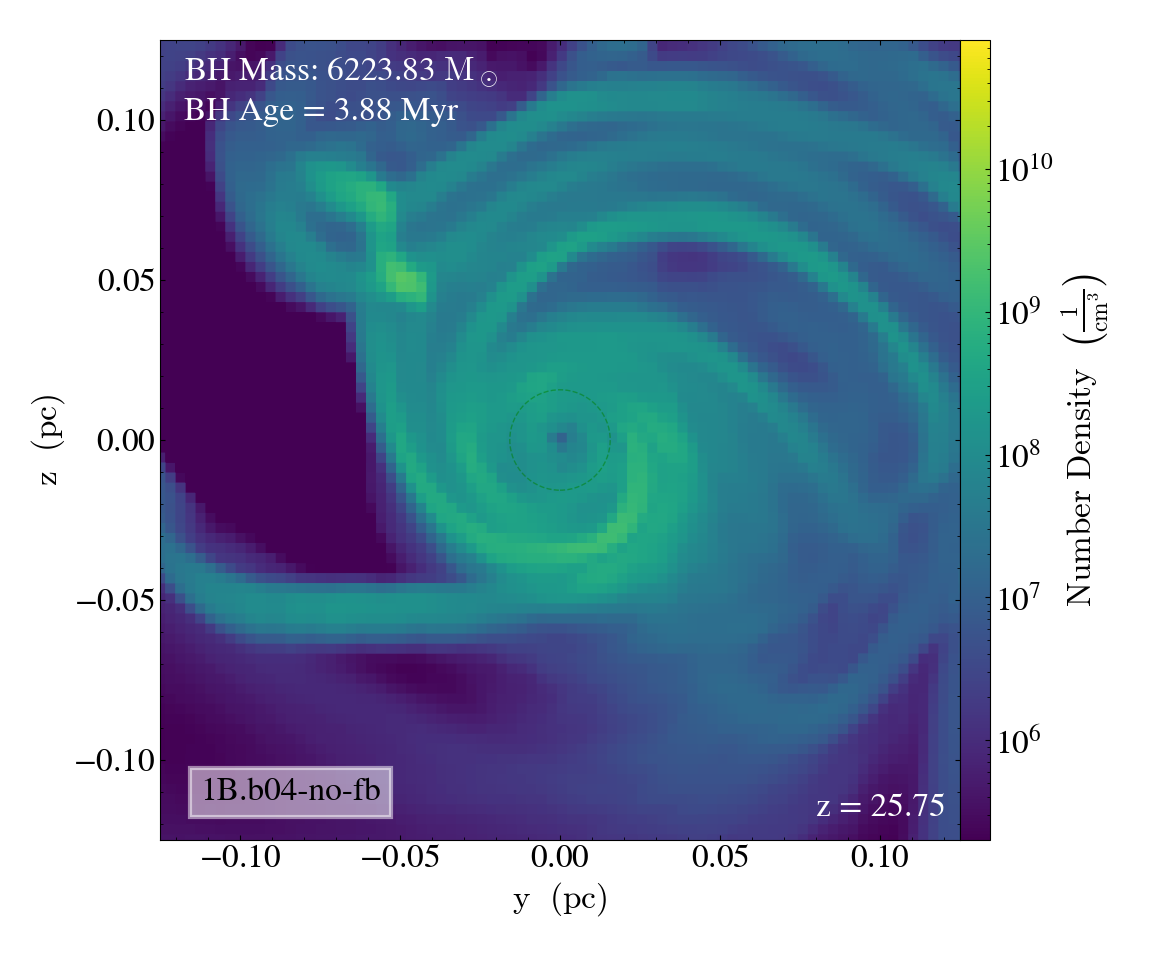 BH Mass: 6223.83 M☉
BH Age = 3.88 Myr
0.10
0.05
0.00
−0.05
−0.10
z (pc)
1B.b04-no-fb
z = 25.75
−0.10 −0.05 0.00 0.05 0.10
y (pc)
10¹⁰
10⁹
10⁸
10⁷
10⁶
Number Density (1/cm³)